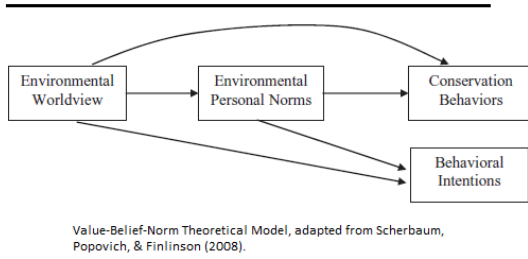 Environmental
Worldview
Environmental
Personal Norms
Conservation
Behaviors
Behavioral
Intentions
Value-Belief-Norm Theoretical Model, adapted from Scherbaum,
Popovich, & Finlinson (2008).